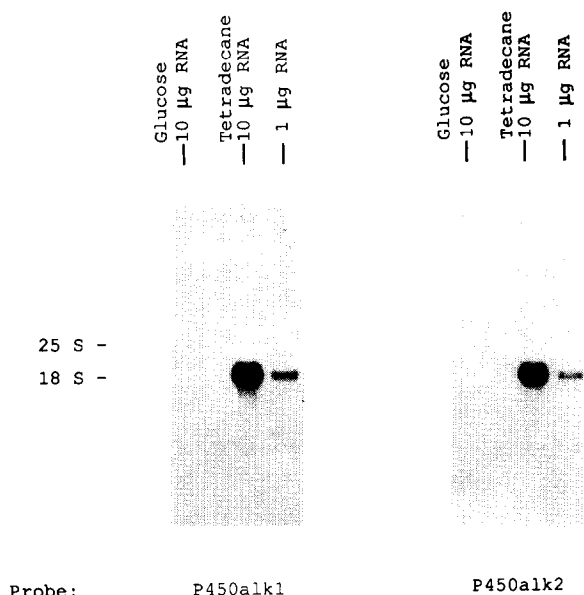 Glucose
—10 µg RNA
Tetradecane
—10 µg RNA
— 1 µg RNA
Glucose
—10 µg RNA
Tetradecane
—10 µg RNA
— 1 µg RNA
25 S -
18 S -
Probe: P450alk1 P450alk2